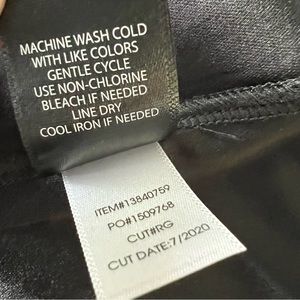 MACHINE WASH COLD
WITH LIKE COLORS
GENTLE CYCLE
USE NON-CHLORINE
BLEACH IF NEEDED
LINE DRY
COOL IRON IF NEEDED
ITEM#13840759
PO#1509768
CUT#RG
CUT DATE:7/2020